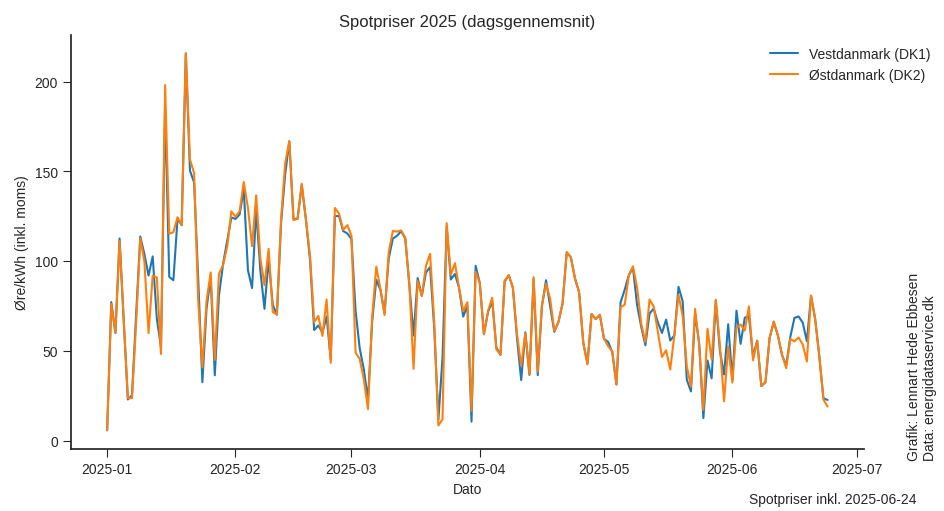 Spotpriser 2025 (dagsgennemsnit)
Vestdanmark (DK1)
Østdanmark (DK2)
Øre/kWh (inkl. moms)
200
150
100
50
0
2025-01
2025-02
2025-03
2025-04
2025-05
2025-06
2025-07
Dato
Grafik: Lennart Hede Ebbesen
Data: energidataservice.dk
Spotpriser inkl. 2025-06-24